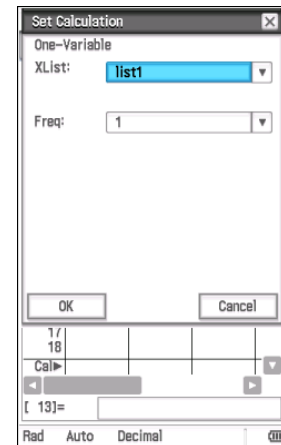 Set Calculation
One-Variable
XList: list1
Freq: 1
OK Cancel
17
18
Cal▶
[ 13]=
Rad Auto Decimal